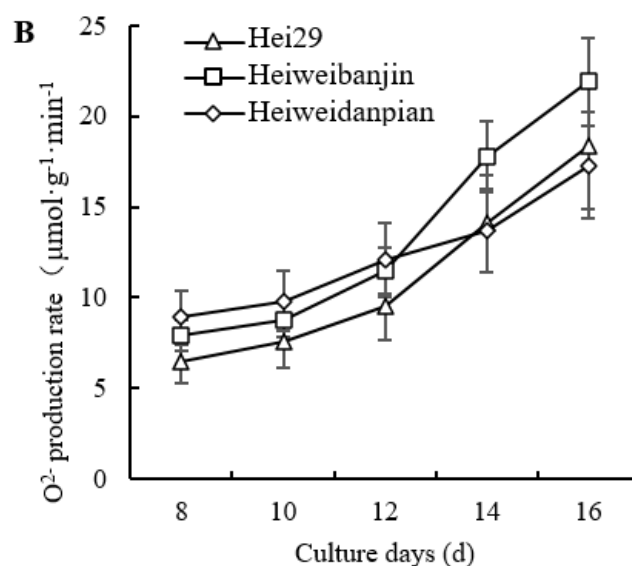 B
25
20
15
10
5
0
Hei29
Heiweibanjin
Heiweidanpian
O²⁻ production rate（μmol·g⁻¹·min⁻¹
8 10 12 14 16
Culture days (d)